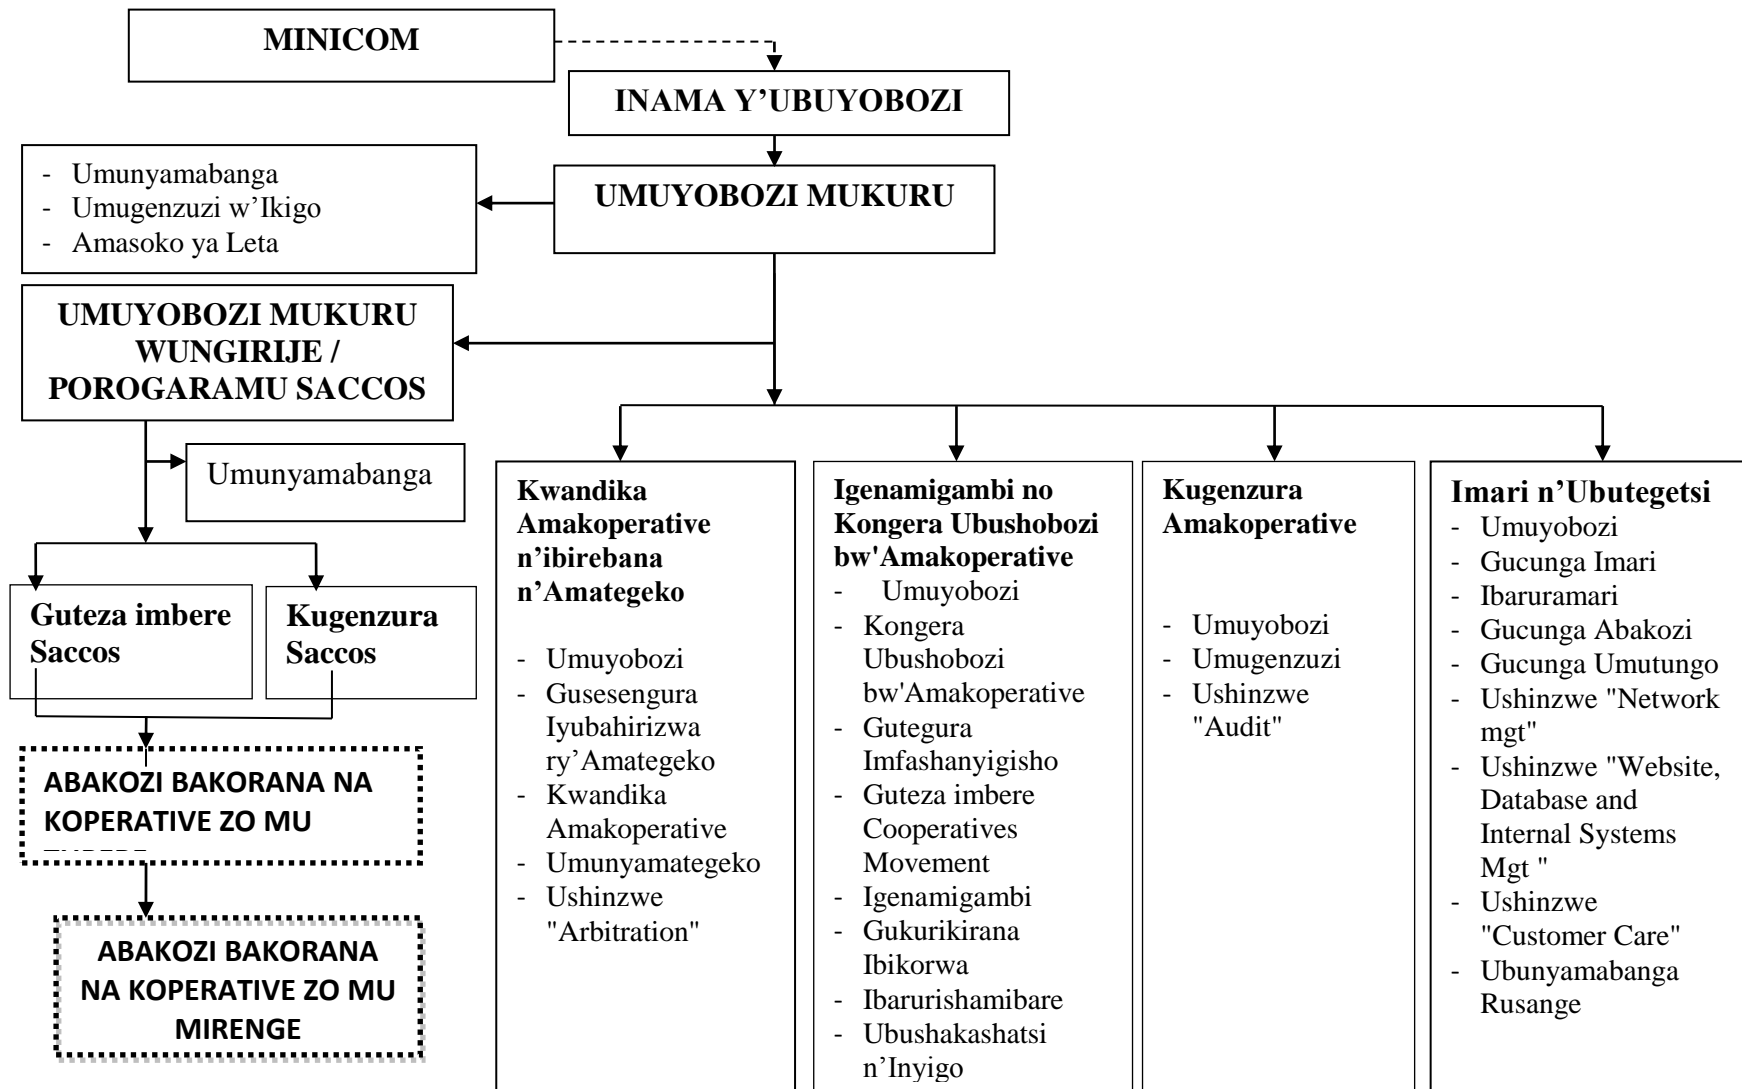 MINICOM
INAMA Y’UBUYOBOZI
UMUYOBOZI MUKURU
- Umunyamabanga
- Umugenzuzi w’Ikigo
- Amasoko ya Leta
UMUYOBOZI MUKURU
WUNGIRIJE /
POROGARAMU SACCOS
Umunyamabanga
Guteza imbere
Saccos
Kugenzura
Saccos
ABAKOZI BAKORANA NA
KOPERATIVE ZO MU
ABAKOZI BAKORANA
NA KOPERATIVE ZO MU
MIRENGE
Kwandika
Amakoperative
n’ibirebana
n’Amategeko
- Umuyobozi
- Gusesengura
Iyubahirizwa
ry’Amategeko
- Kwandika
Amakoperative
- Umunyamategeko
- Ushinzwe
"Arbitration"
Igenamigambi no
Kongera Ubushobozi
bw'Amakoperative
- Umuyobozi
- Kongera
Ubushobozi
bw'Amakoperative
- Gutegura
Imfashanyigisho
- Guteza imbere
Cooperatives
Movement
- Igenamigambi
- Gukurikirana
Ibikorwa
- Ibarurishamibare
- Ubushakashatsi
n’Inyigo
Kugenzura
Amakoperative
- Umuyobozi
- Umugenzuzi
- Ushinzwe
"Audit"
Imari n’Ubutegetsi
- Umuyobozi
- Gucunga Imari
- Ibaruramari
- Gucunga Abakozi
- Gucunga Umutungo
- Ushinzwe "Network
mgt"
- Ushinzwe "Website,
Database and
Internal Systems
Mgt "
- Ushinzwe
"Customer Care"
- Ubunyamabanga
Rusange